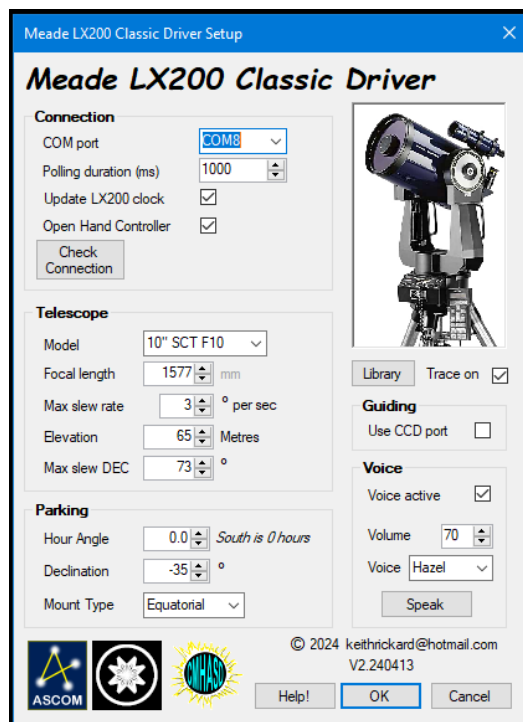 Meade LX200 Classic Driver Setup
Meade LX200 Classic Driver
Connection
COM port COM8
Polling duration (ms) 1000
Update LX200 clock
Open Hand Controller
Check
Connection
Telescope
Model 10" SCT F10
Focal length 1577 mm
Max slew rate 3 ° per sec
Elevation 65 Metres
Max slew DEC 73 °
Parking
Hour Angle 0.0 South is 0 hours
Declination -35 °
Mount Type Equatorial
Library Trace on
Guiding
Use CCD port
Voice
Voice active
Volume 70
Voice Hazel
Speak
ASCOM
CMHASD
© 2024 keithrickard@hotmail.com
V2.240413
Help! OK Cancel